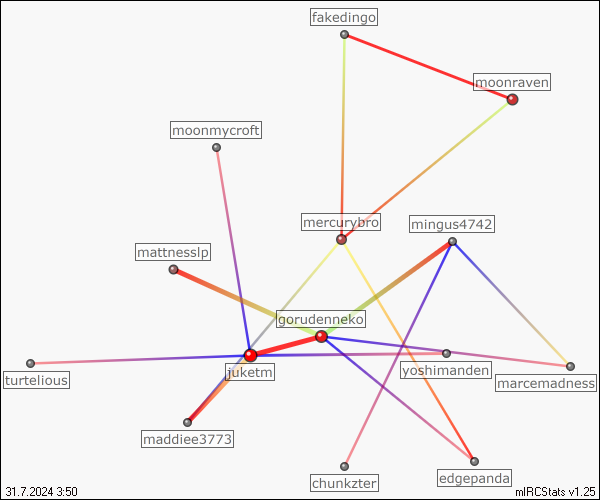 fakedingo
moonraven
moonmycroft
mercurybro
mingus4742
mattnesslp
gorudenneko
juketm
yoshimanden
turtelious
marcemadness
maddiee3773
edgepanda
chunkzter
31.7.2024 3:50
mIRCStats v1.25